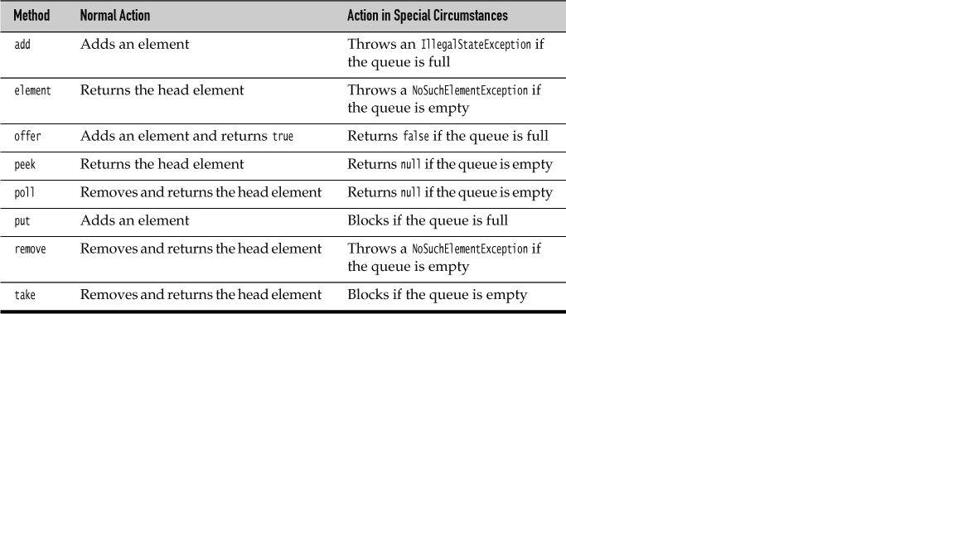 Method Normal Action Action in Special Circumstances
add Adds an element Throws an IllegalStateException if
the queue is full
element Returns the head element Throws a NoSuchElementException if
the queue is empty
offer Adds an element and returns true Returns false if the queue is full
peek Returns the head element Returns null if the queue is empty
poll Removes and returns the head element Returns null if the queue is empty
put Adds an element Blocks if the queue is full
remove Removes and returns the head element Throws a NoSuchElementException if
the queue is empty
take Removes and returns the head element Blocks if the queue is empty